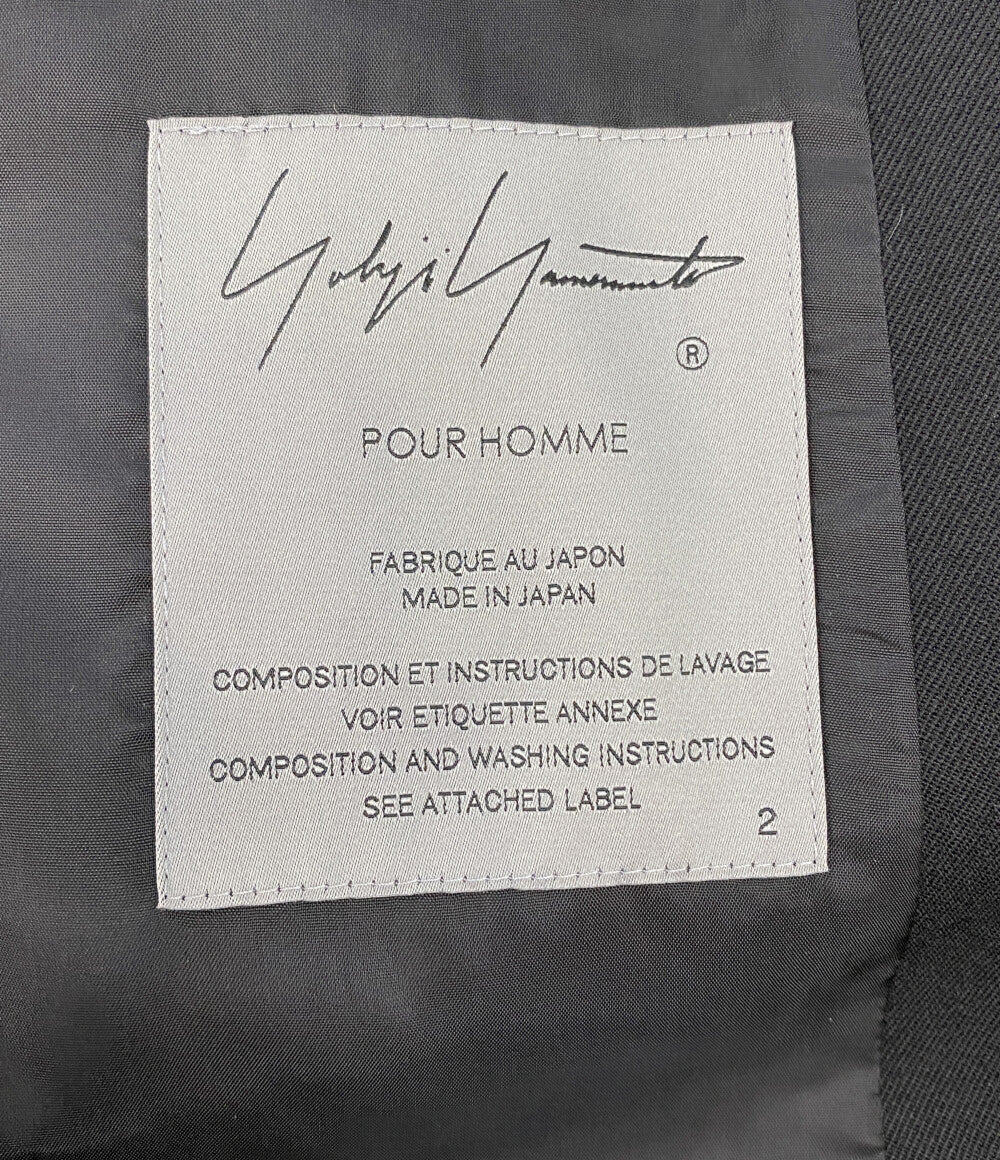 Yohji Yamamoto
®
POUR HOMME
FABRIQUE AU JAPON
MADE IN JAPAN
COMPOSITION ET INSTRUCTIONS DE LAVAGE
VOIR ETIQUETTE ANNEXE
COMPOSITION AND WASHING INSTRUCTIONS
SEE ATTACHED LABEL
2